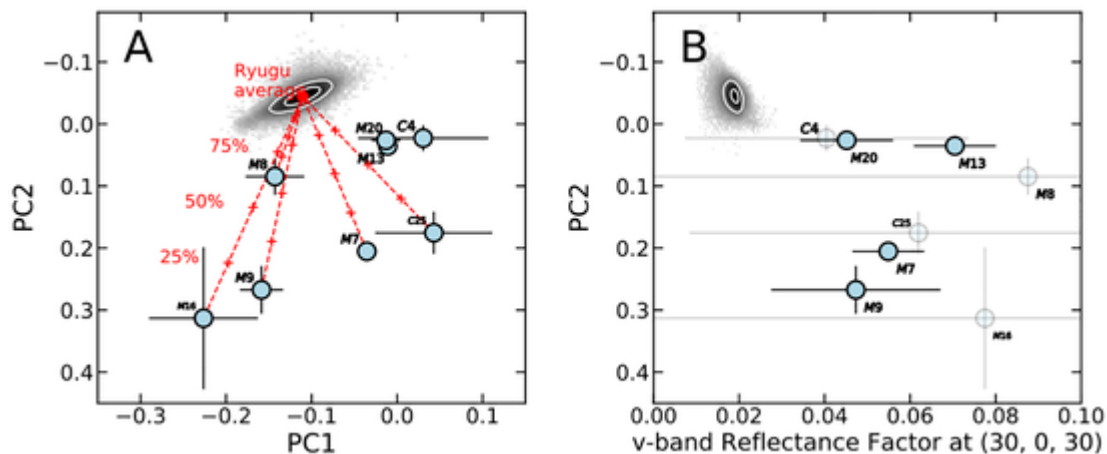 A
Ryugu
average
75%
50%
25%
M20
C4
M13
M8
C25
M7
M9
M16
−0.1
0.0
0.1
0.2
0.3
0.4
PC2
−0.3
−0.2
−0.1
0.0
0.1
PC1
B
C4
M20
M13
M8
C25
M7
M9
M16
−0.1
0.0
0.1
0.2
0.3
0.4
PC2
0.00
0.02
0.04
0.06
0.08
0.10
v-band Reflectance Factor at (30, 0, 30)